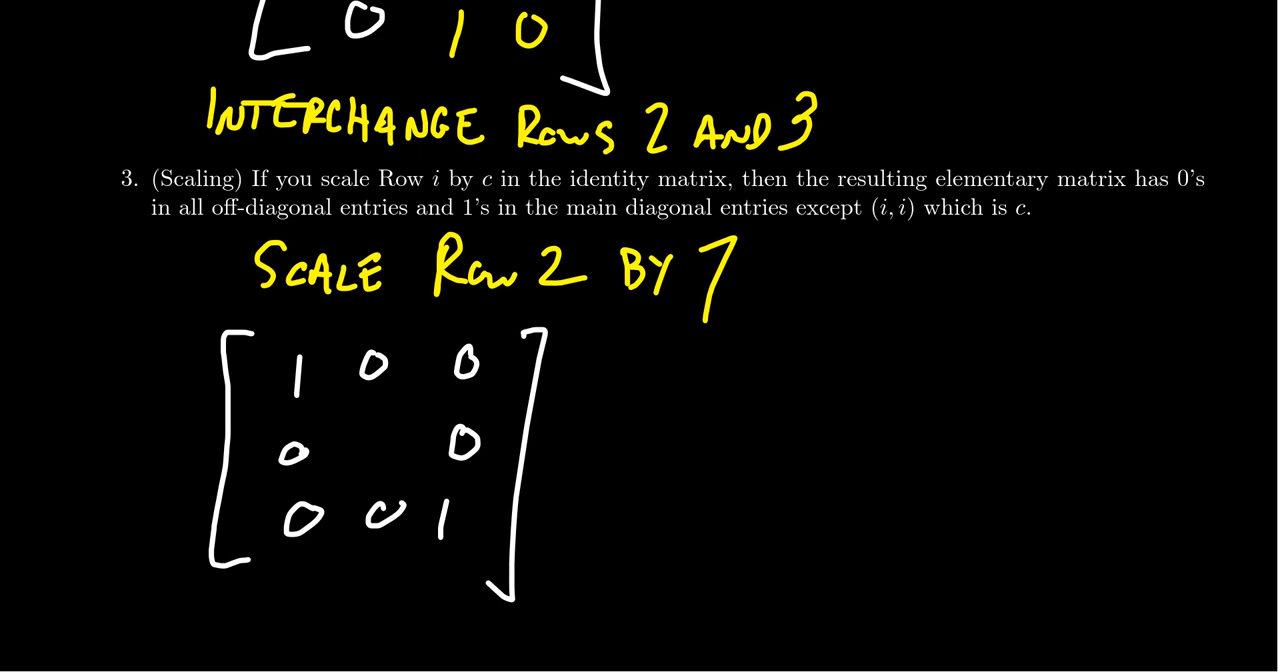 0 1 0
INTERCHANGE ROWS 2 AND 3
3. (Scaling) If you scale Row i by c in the identity matrix, then the resulting elementary matrix has 0's
in all off-diagonal entries and 1's in the main diagonal entries except (i, i) which is c.
SCALE ROW 2 BY 7
1 0 0
0 0
0 0 1